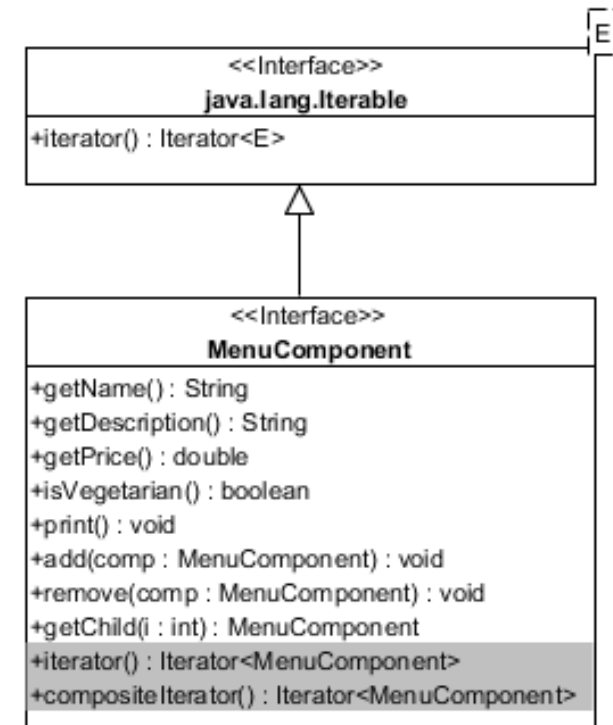 E
<<Interface>>
java.lang.Iterable
+iterator() : Iterator<E>
<<Interface>>
MenuComponent
+getName() : String
+getDescription() : String
+getPrice() : double
+isVegetarian() : boolean
+print() : void
+add(comp : MenuComponent) : void
+remove(comp : MenuComponent) : void
+getChild(i : int) : MenuComponent
+iterator() : Iterator<MenuComponent>
+compositeIterator() : Iterator<MenuComponent>